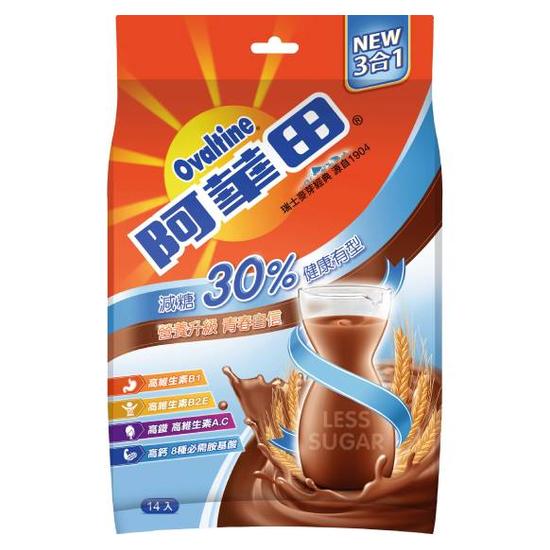 NEW
3合1
Ovaltine
阿華田®
瑞士麥芽經典 源自1904
減糖30%健康有型
營養升級 青春自信
高維生素B1
高維生素B2.E
高鐵 高維生素A.C
高鈣 8種必需胺基酸
LESS
SUGAR
14入